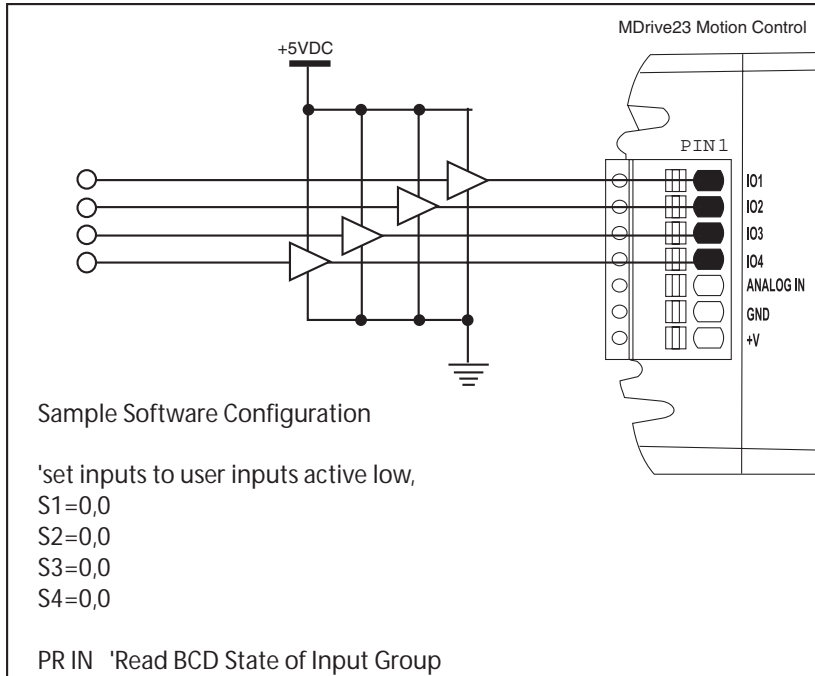 MDrive23 Motion Control
+5VDC
PIN1
IO1
IO2
IO3
IO4
ANALOG IN
GND
+V
Sample Software Configuration
'set inputs to user inputs active low,
S1=0,0
S2=0,0
S3=0,0
S4=0,0
PR IN 'Read BCD State of Input Group